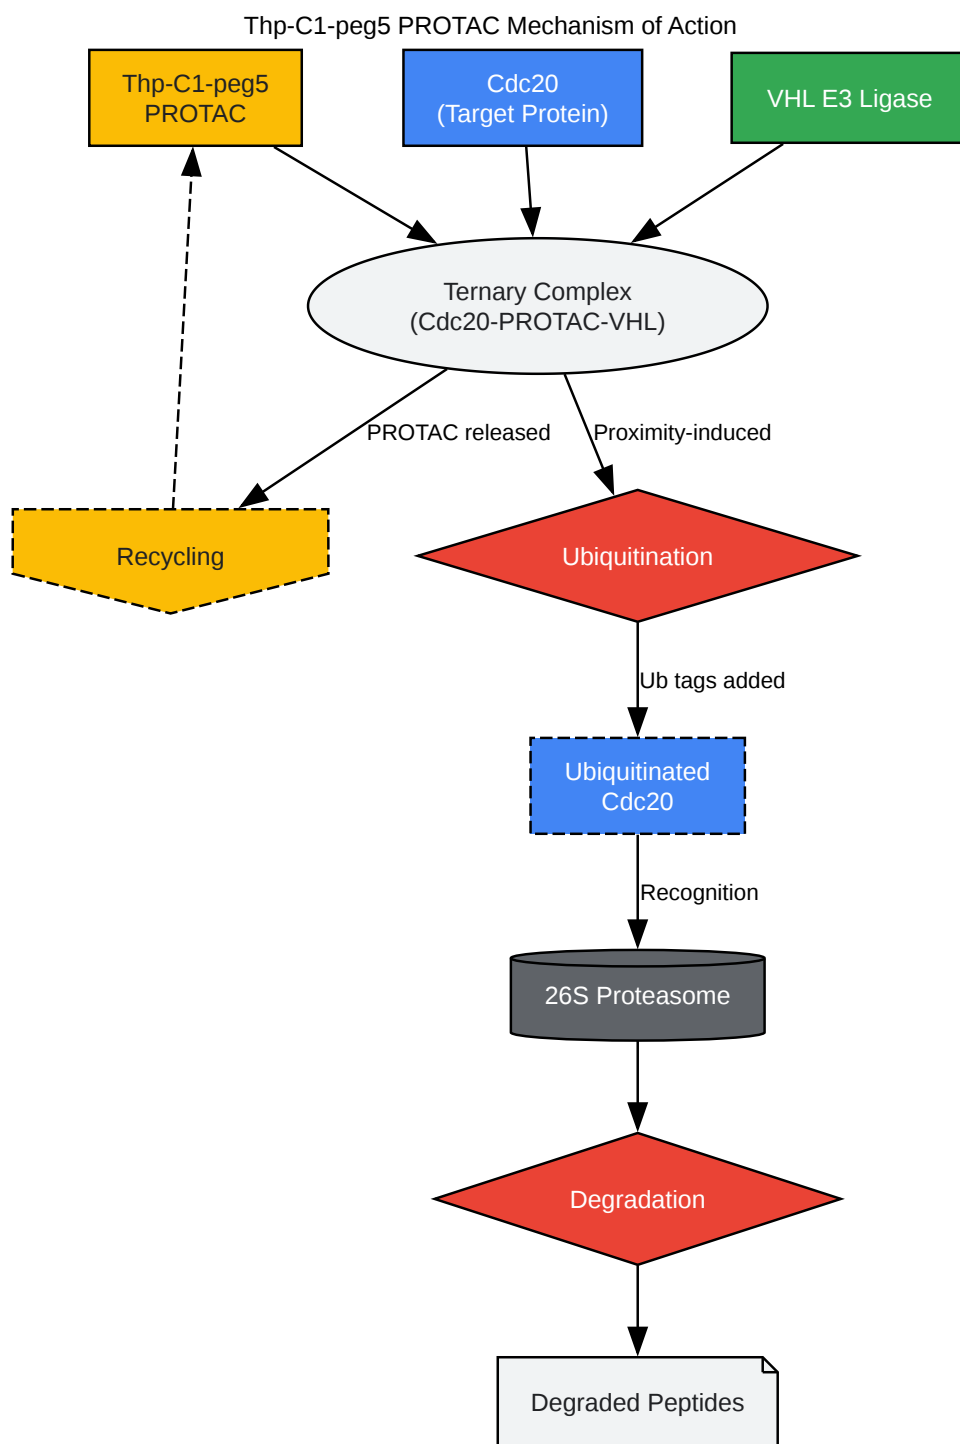 Thp-C1-peg5 PROTAC Mechanism of Action
Thp-C1-peg5
PROTAC
Cdc20
(Target Protein)
VHL E3 Ligase
Ternary Complex
(Cdc20-PROTAC-VHL)
PROTAC released
Proximity-induced
Recycling
Ubiquitination
Ub tags added
Ubiquitinated
Cdc20
Recognition
26S Proteasome
Degradation
Degraded Peptides